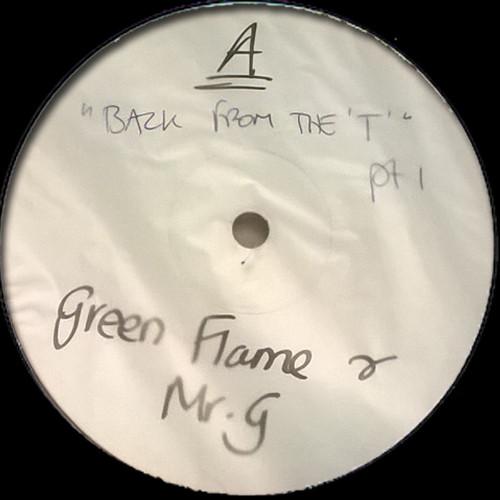 A
"BACK FROM THE 'T'"
pt 1
Green Flame &
Mr. G